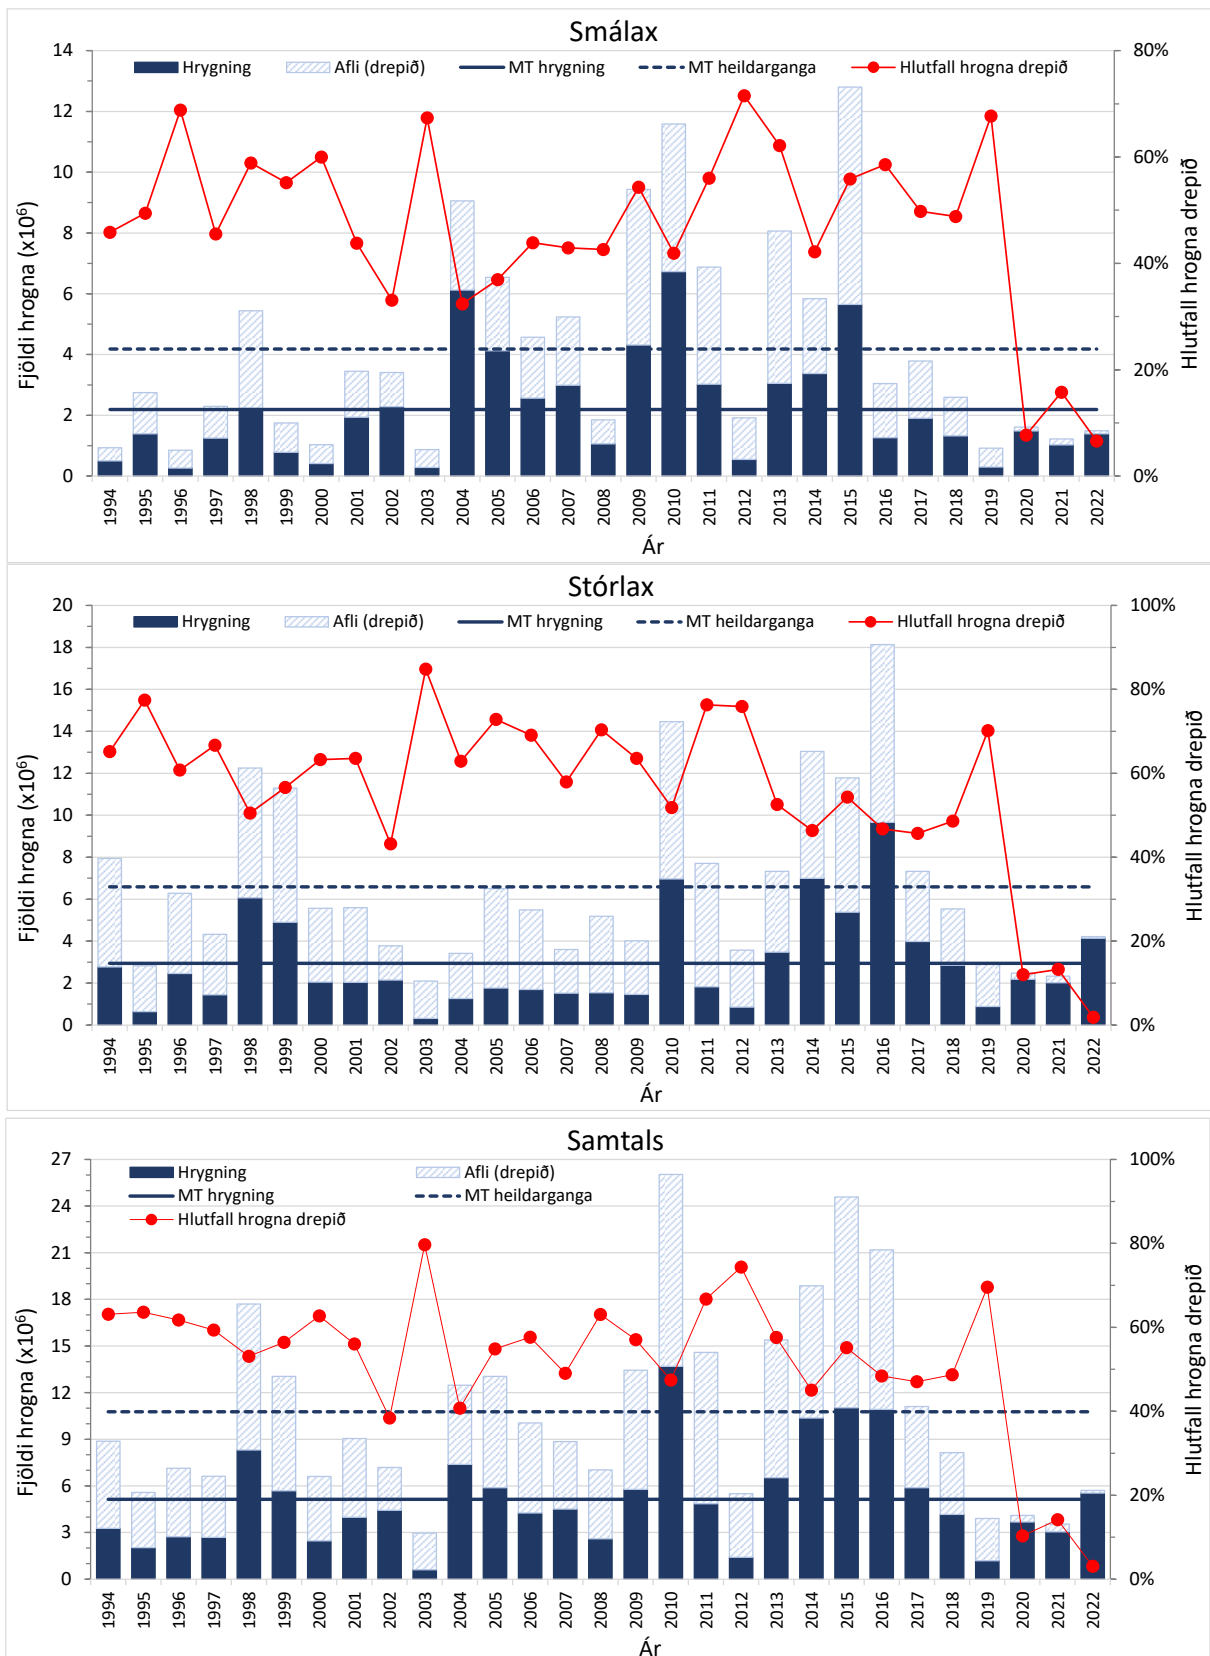 Smálax
Hrygning Afli (drepið) MT hrygning MT heildarganga Hlutfall hrogna drepið
Fjöldi hrogna (x10⁶)
14
12
10
8
6
4
2
0
80%
60%
40%
20%
0%
Hlutfall hrogna drepið
1994 1995 1996 1997 1998 1999 2000 2001 2002 2003 2004 2005 2006 2007 2008 2009 2010 2011 2012 2013 2014 2015 2016 2017 2018 2019 2020 2021 2022
Ár
Stórlax
Hrygning Afli (drepið) MT hrygning MT heildarganga Hlutfall hrogna drepið
Fjöldi hrogna (x10⁶)
20
18
16
14
12
10
8
6
4
2
0
100%
80%
60%
40%
20%
0%
Hlutfall hrogna drepið
1994 1995 1996 1997 1998 1999 2000 2001 2002 2003 2004 2005 2006 2007 2008 2009 2010 2011 2012 2013 2014 2015 2016 2017 2018 2019 2020 2021 2022
Ár
Samtals
Hrygning Afli (drepið)
MT hrygning MT heildarganga
Hlutfall hrogna drepið
Fjöldi hrogna (x10⁶)
27
24
21
18
15
12
9
6
3
0
100%
80%
60%
40%
20%
0%
Hlutfall hrogna drepið
1994 1995 1996 1997 1998 1999 2000 2001 2002 2003 2004 2005 2006 2007 2008 2009 2010 2011 2012 2013 2014 2015 2016 2017 2018 2019 2020 2021 2022
Ár